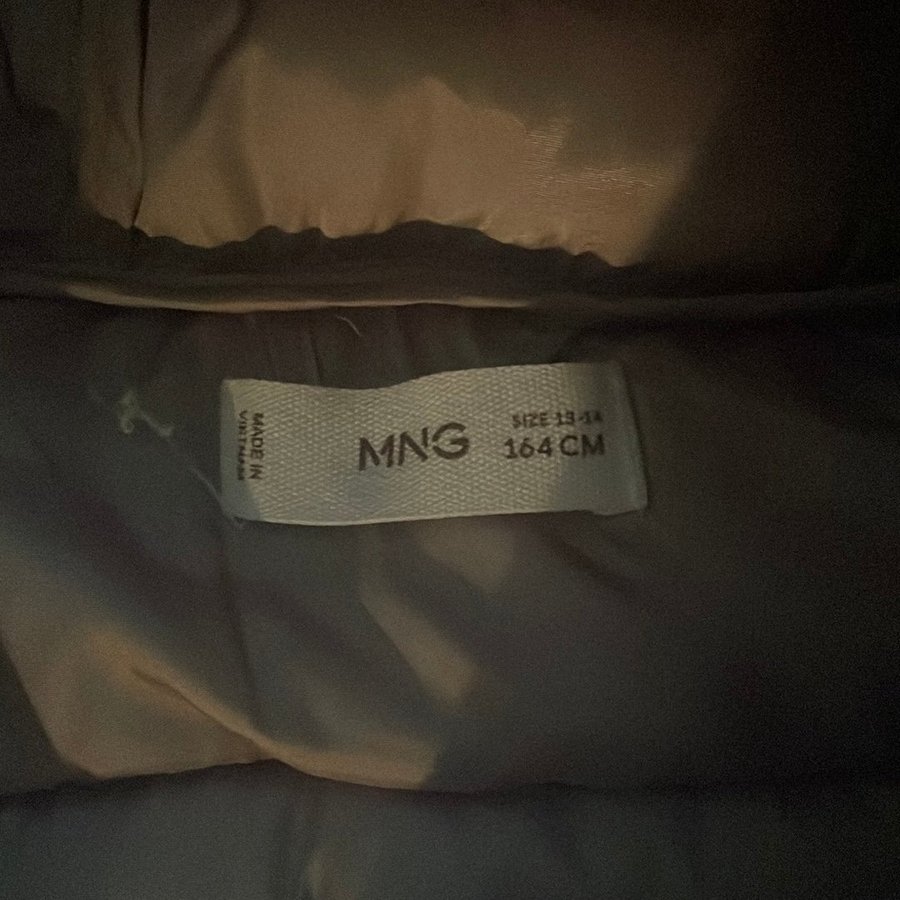 MADE IN
VIETNAM
MNG
SIZE 13-14
164 CM